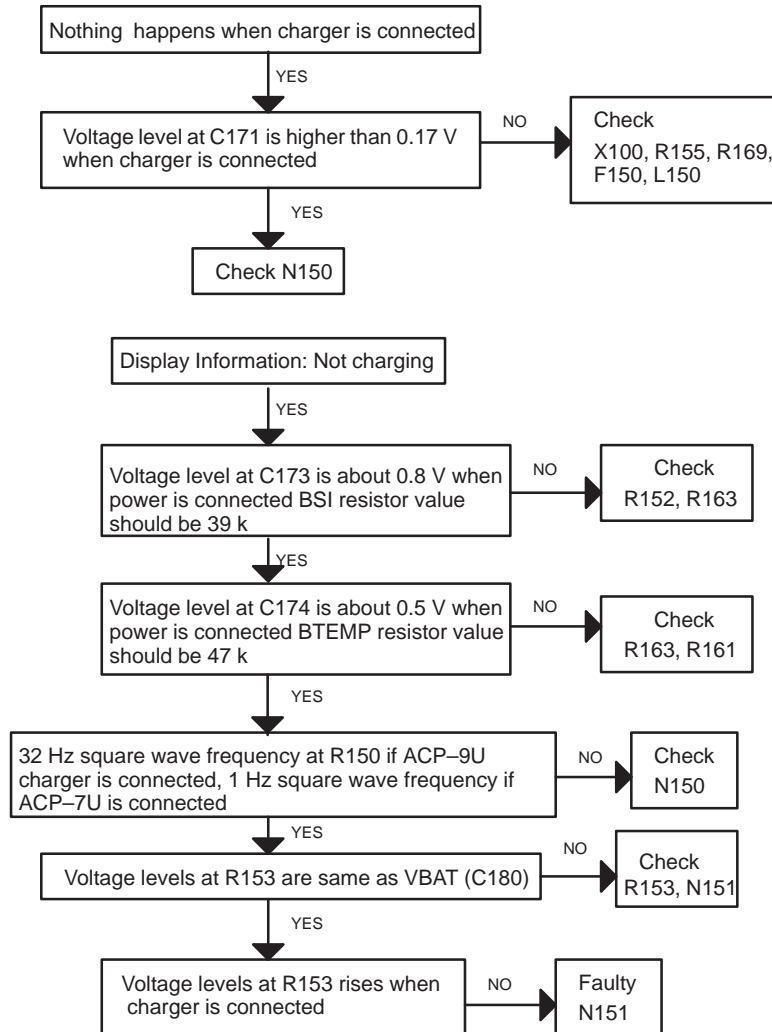 Nothing happens when charger is connected
YES
Voltage level at C171 is higher than 0.17 V
when charger is connected
NO
Check
X100, R155, R169,
F150, L150
YES
Check N150
Display Information: Not charging
YES
Voltage level at C173 is about 0.8 V when
power is connected BSI resistor value
should be 39 k
NO
Check
R152, R163
YES
Voltage level at C174 is about 0.5 V when
power is connected BTEMP resistor value
should be 47 k
NO
Check
R163, R161
YES
32 Hz square wave frequency at R150 if ACP–9U
charger is connected, 1 Hz square wave frequency if
ACP–7U is connected
NO
Check
N150
YES
Voltage levels at R153 are same as VBAT (C180)
NO
Check
R153, N151
YES
Voltage levels at R153 rises when
charger is connected
NO
Faulty
N151